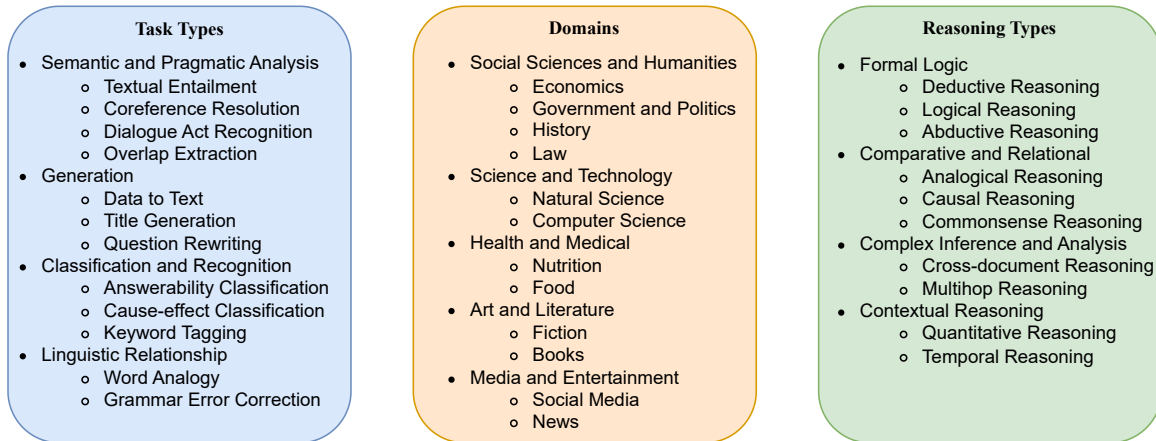 Task Types
• Semantic and Pragmatic Analysis
o Textual Entailment
o Coreference Resolution
o Dialogue Act Recognition
o Overlap Extraction
• Generation
o Data to Text
o Title Generation
o Question Rewriting
• Classification and Recognition
o Answerability Classification
o Cause-effect Classification
o Keyword Tagging
• Linguistic Relationship
o Word Analogy
o Grammar Error Correction
Domains
• Social Sciences and Humanities
o Economics
o Government and Politics
o History
o Law
• Science and Technology
o Natural Science
o Computer Science
• Health and Medical
o Nutrition
o Food
• Art and Literature
o Fiction
o Books
• Media and Entertainment
o Social Media
o News
Reasoning Types
• Formal Logic
o Deductive Reasoning
o Logical Reasoning
o Abductive Reasoning
• Comparative and Relational
o Analogical Reasoning
o Causal Reasoning
o Commonsense Reasoning
• Complex Inference and Analysis
o Cross-document Reasoning
o Multihop Reasoning
• Contextual Reasoning
o Quantitative Reasoning
o Temporal Reasoning